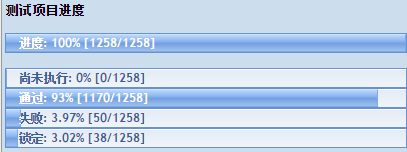 测试项目进度
进度: 100% [1258/1258]
尚未执行: 0% [0/1258]
通过: 93% [1170/1258]
失败: 3.97% [50/1258]
锁定: 3.02% [38/1258]